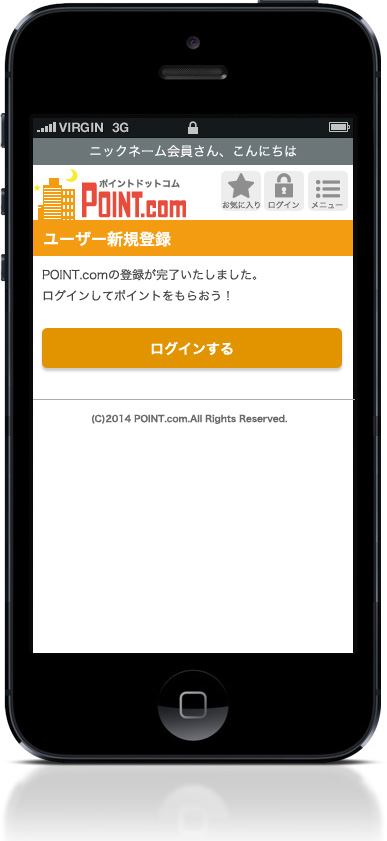 VIRGIN 3G
ニックネーム会員さん、こんにちは
ポイントドットコム
POINT.com
お気に入り ログイン メニュー
ユーザー新規登録
POINT.comの登録が完了いたしました。
ログインしてポイントをもらおう！
ログインする
(C)2014 POINT.com.All Rights Reserved.